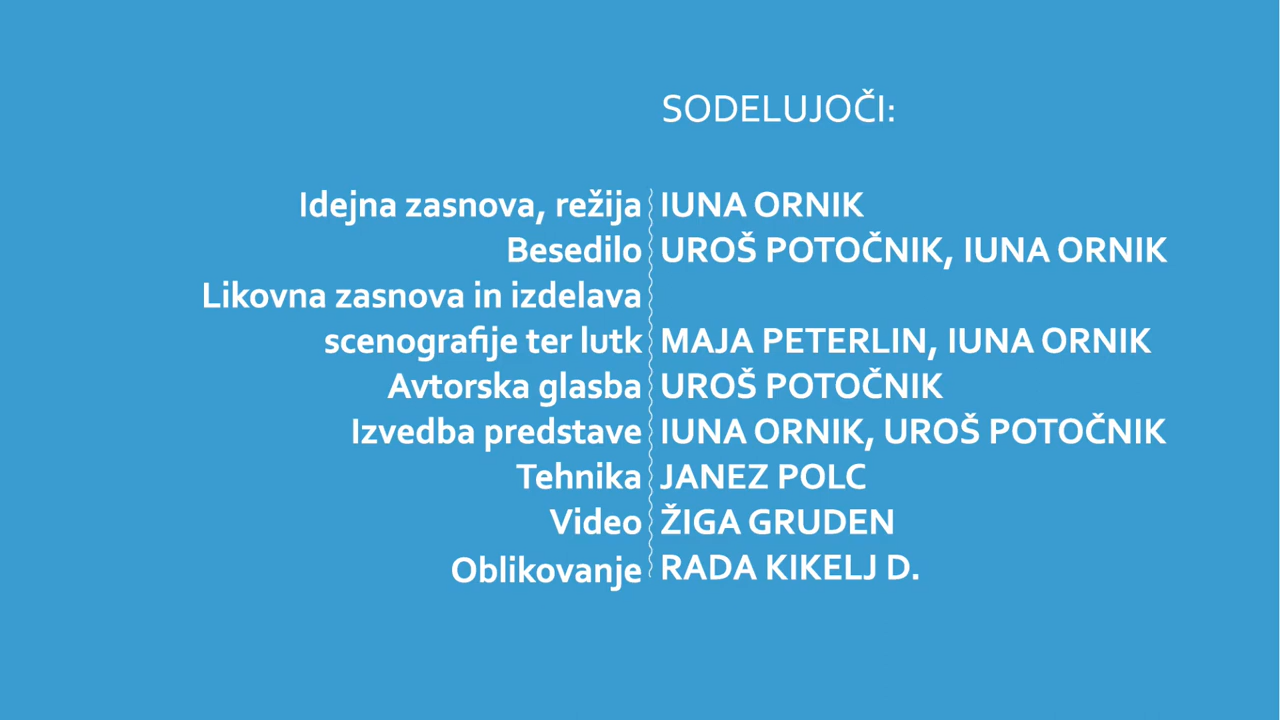 SODELUJOČI:
Idejna zasnova, režija IUNA ORNIK
Besedilo UROŠ POTOČNIK, IUNA ORNIK
Likovna zasnova in izdelava
scenografije ter lutk MAJA PETERLIN, IUNA ORNIK
Avtorska glasba UROŠ POTOČNIK
Izvedba predstave IUNA ORNIK, UROŠ POTOČNIK
Tehnika JANEZ POLC
Video ŽIGA GRUDEN
Oblikovanje RADA KIKELJ D.